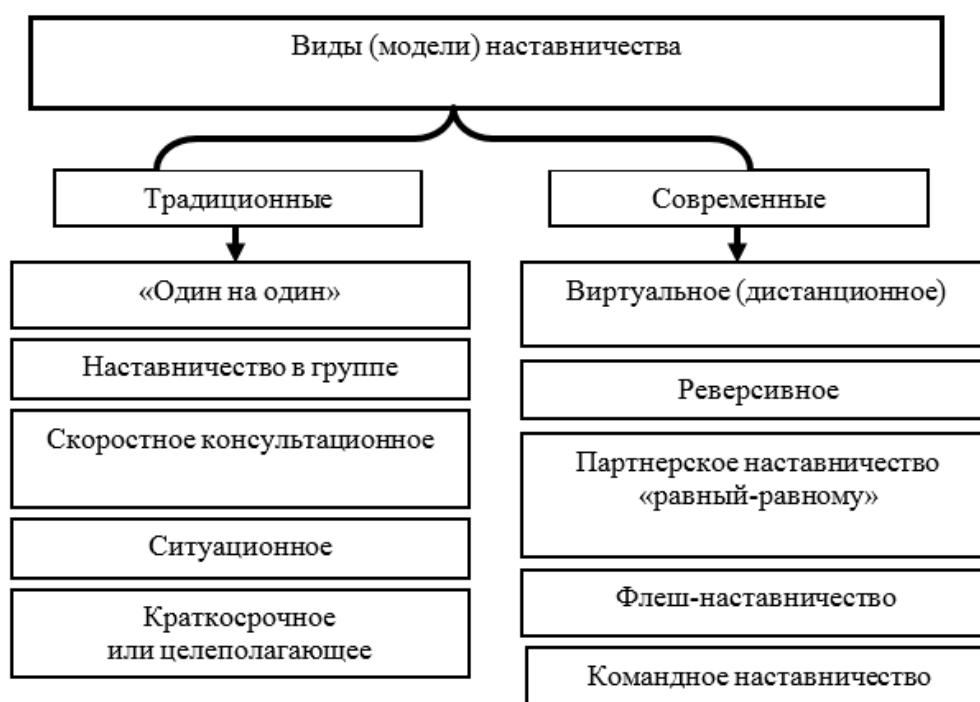 Виды (модели) наставничества
Традиционные
Современные
«Один на один»
Наставничество в группе
Скоростное консультационное
Ситуационное
Краткосрочное
или целеполагающее
Виртуальное (дистанционное)
Реверсивное
Партнерское наставничество
«равный-равному»
Флеш-наставничество
Командное наставничество